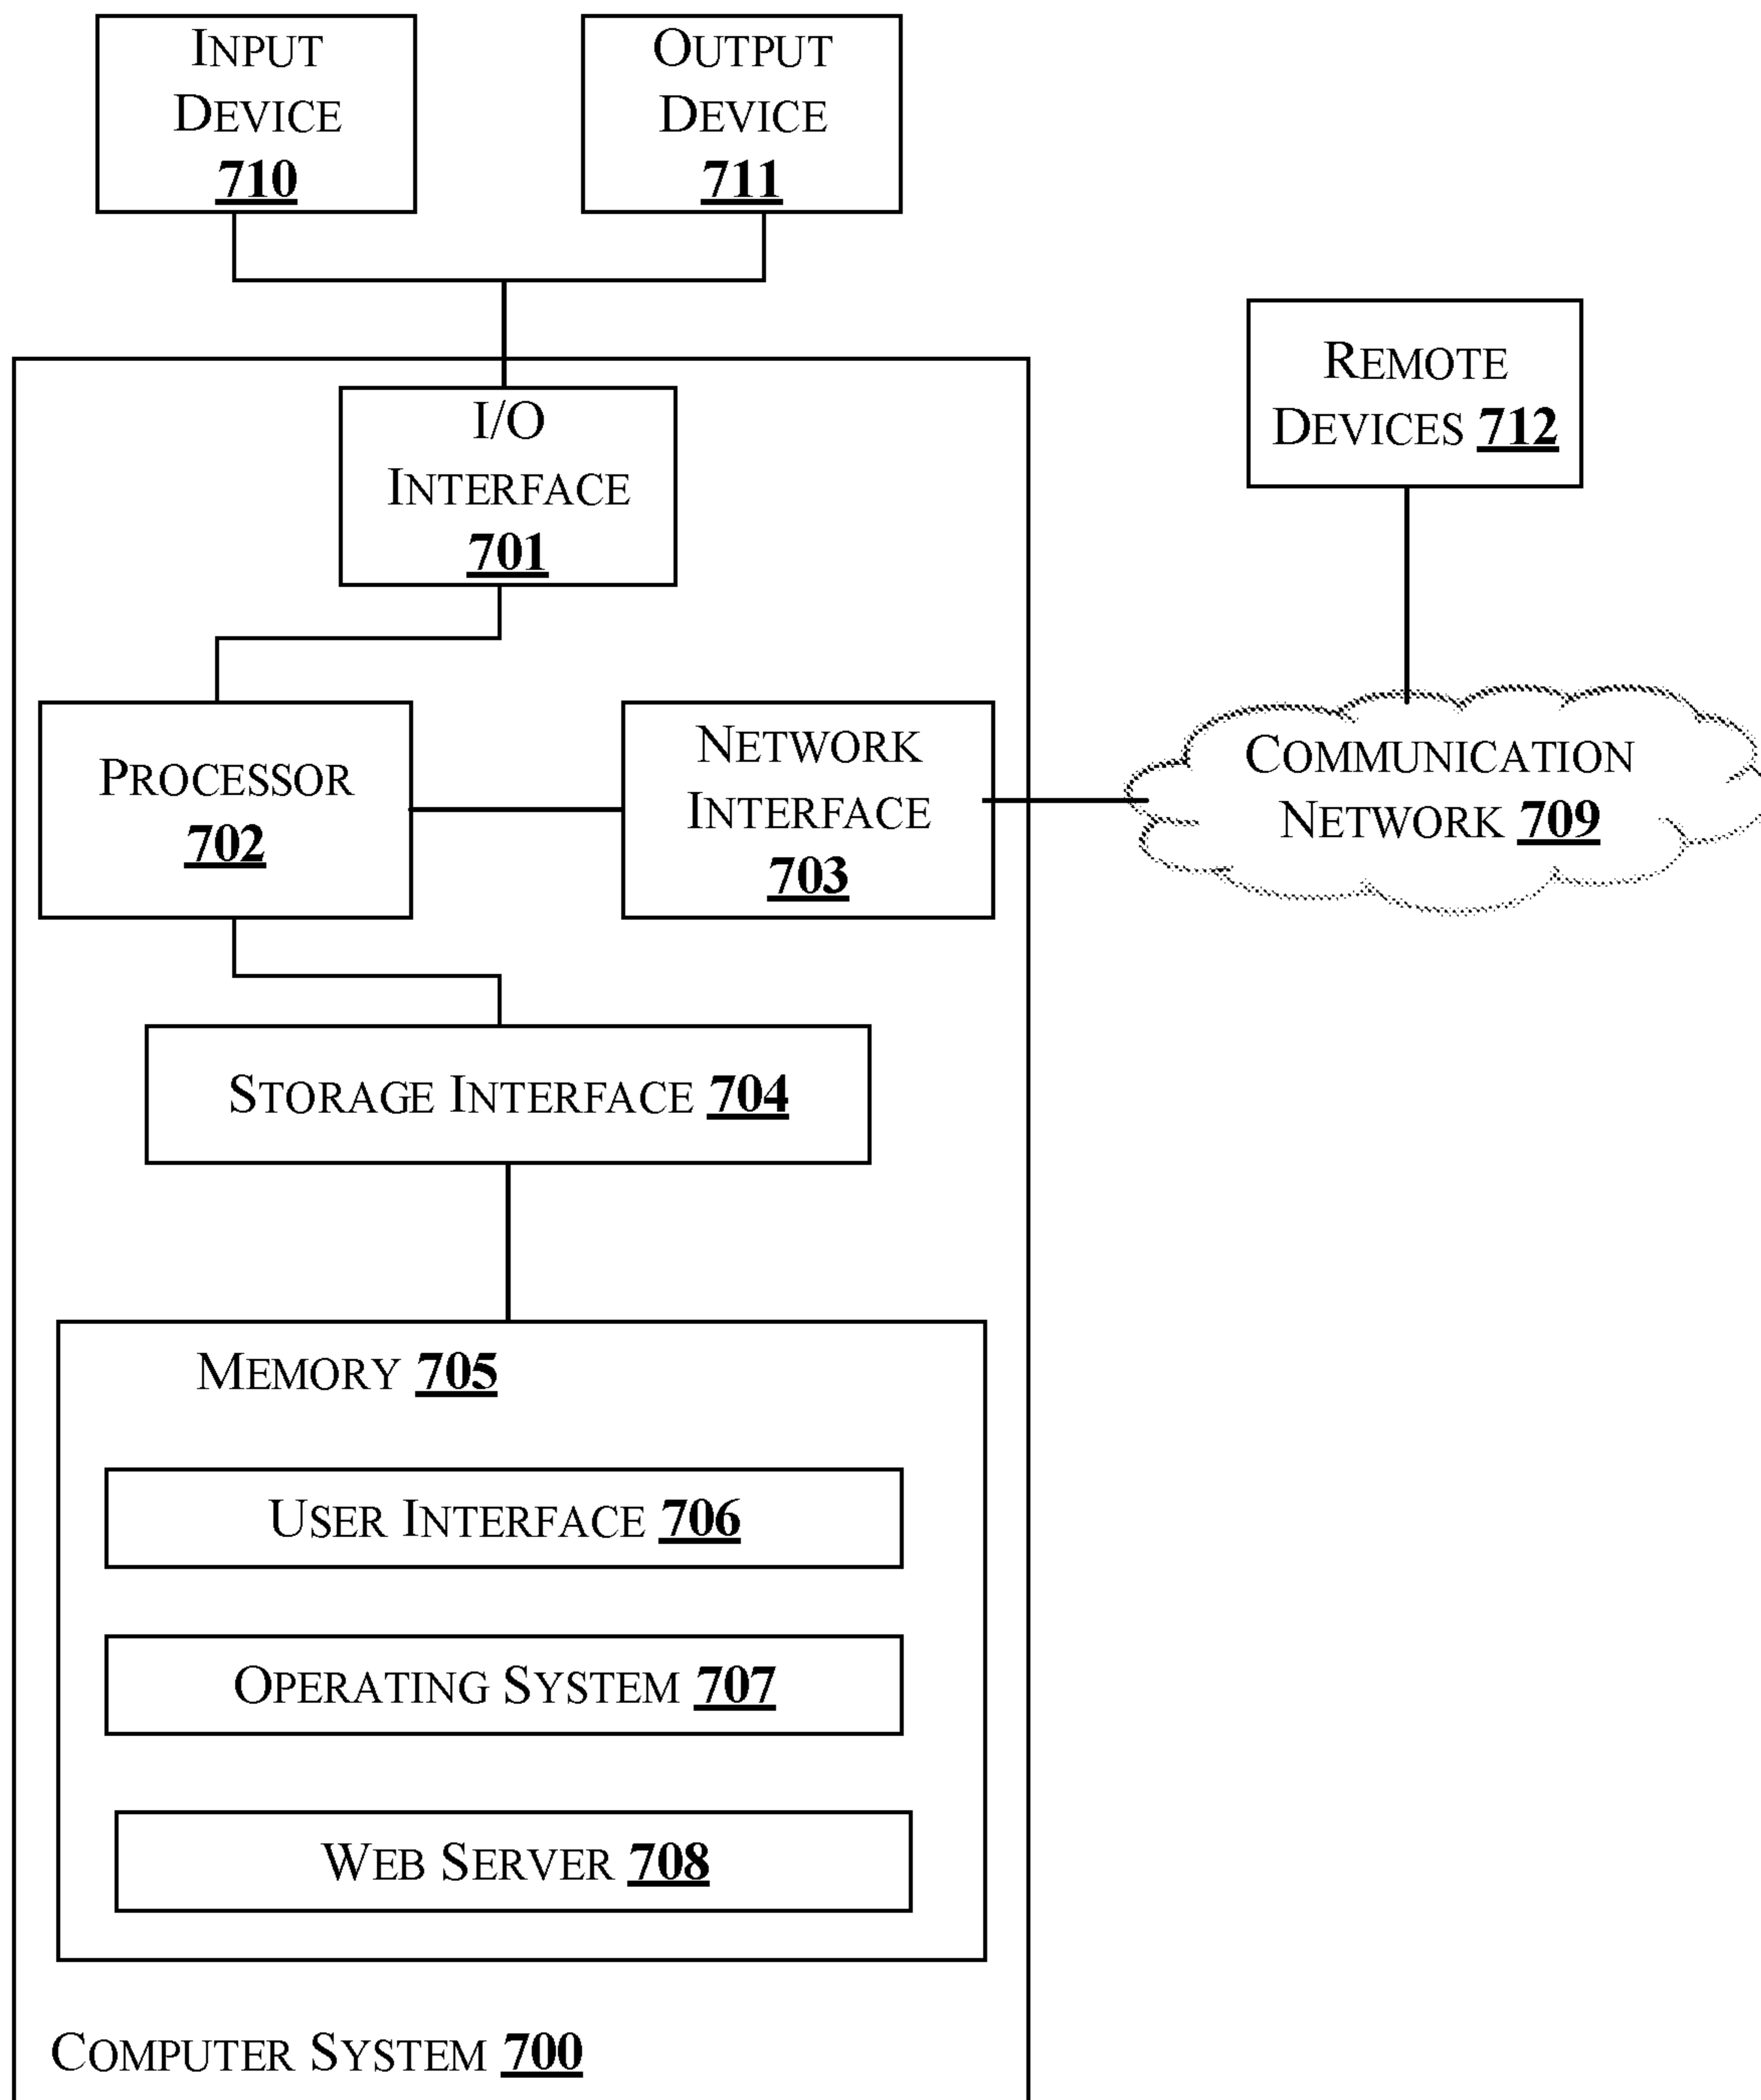 INPUT
DEVICE
710
OUTPUT
DEVICE
711
I/O
INTERFACE
701
REMOTE
DEVICES 712
PROCESSOR
702
NETWORK
INTERFACE
703
COMMUNICATION
NETWORK 709
STORAGE INTERFACE 704
MEMORY 705
USER INTERFACE 706
OPERATING SYSTEM 707
WEB SERVER 708
COMPUTER SYSTEM 700